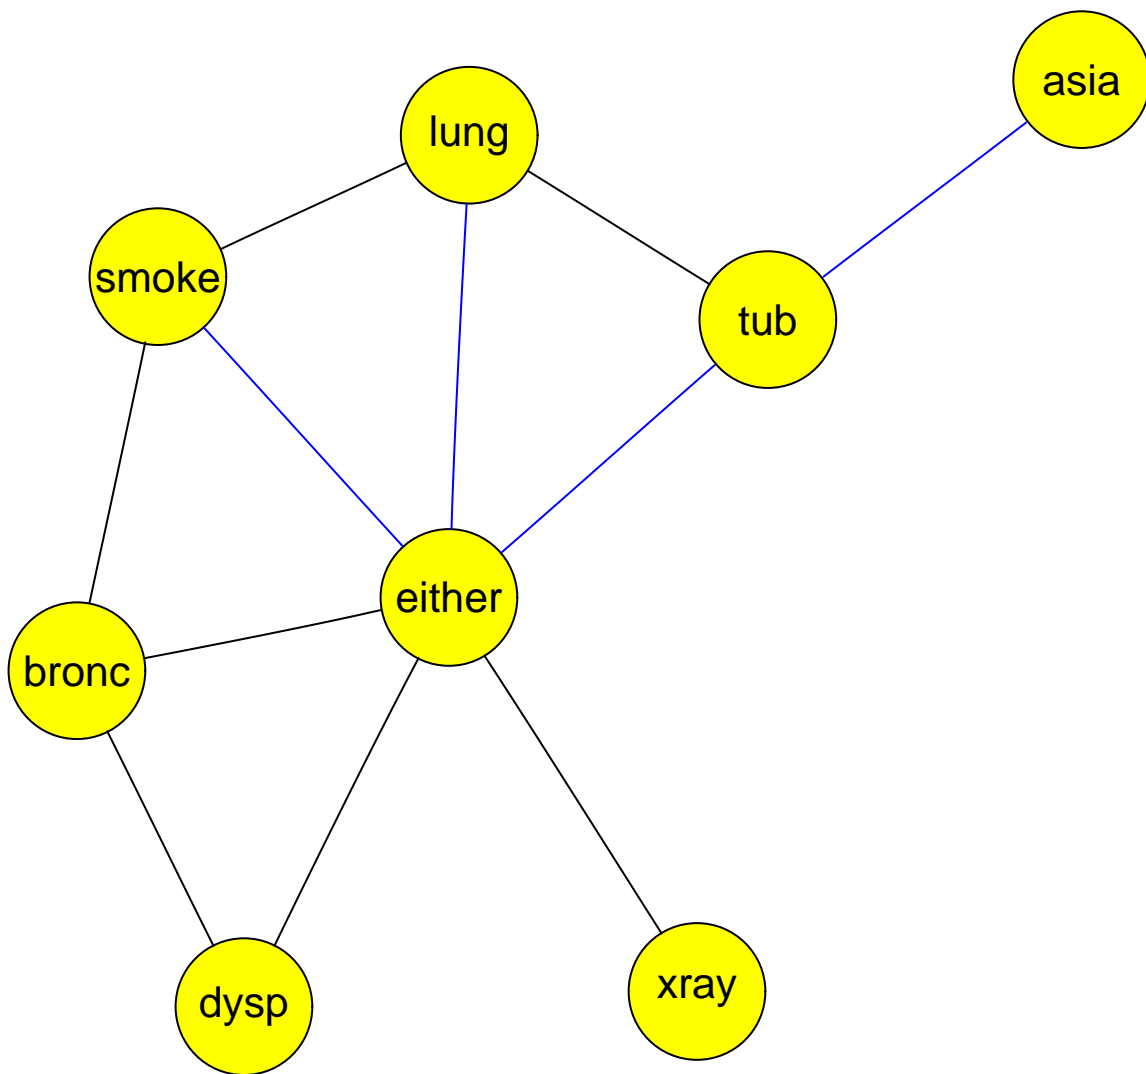 asia
lung
smoke
tub
either
bronc
xray
dysp